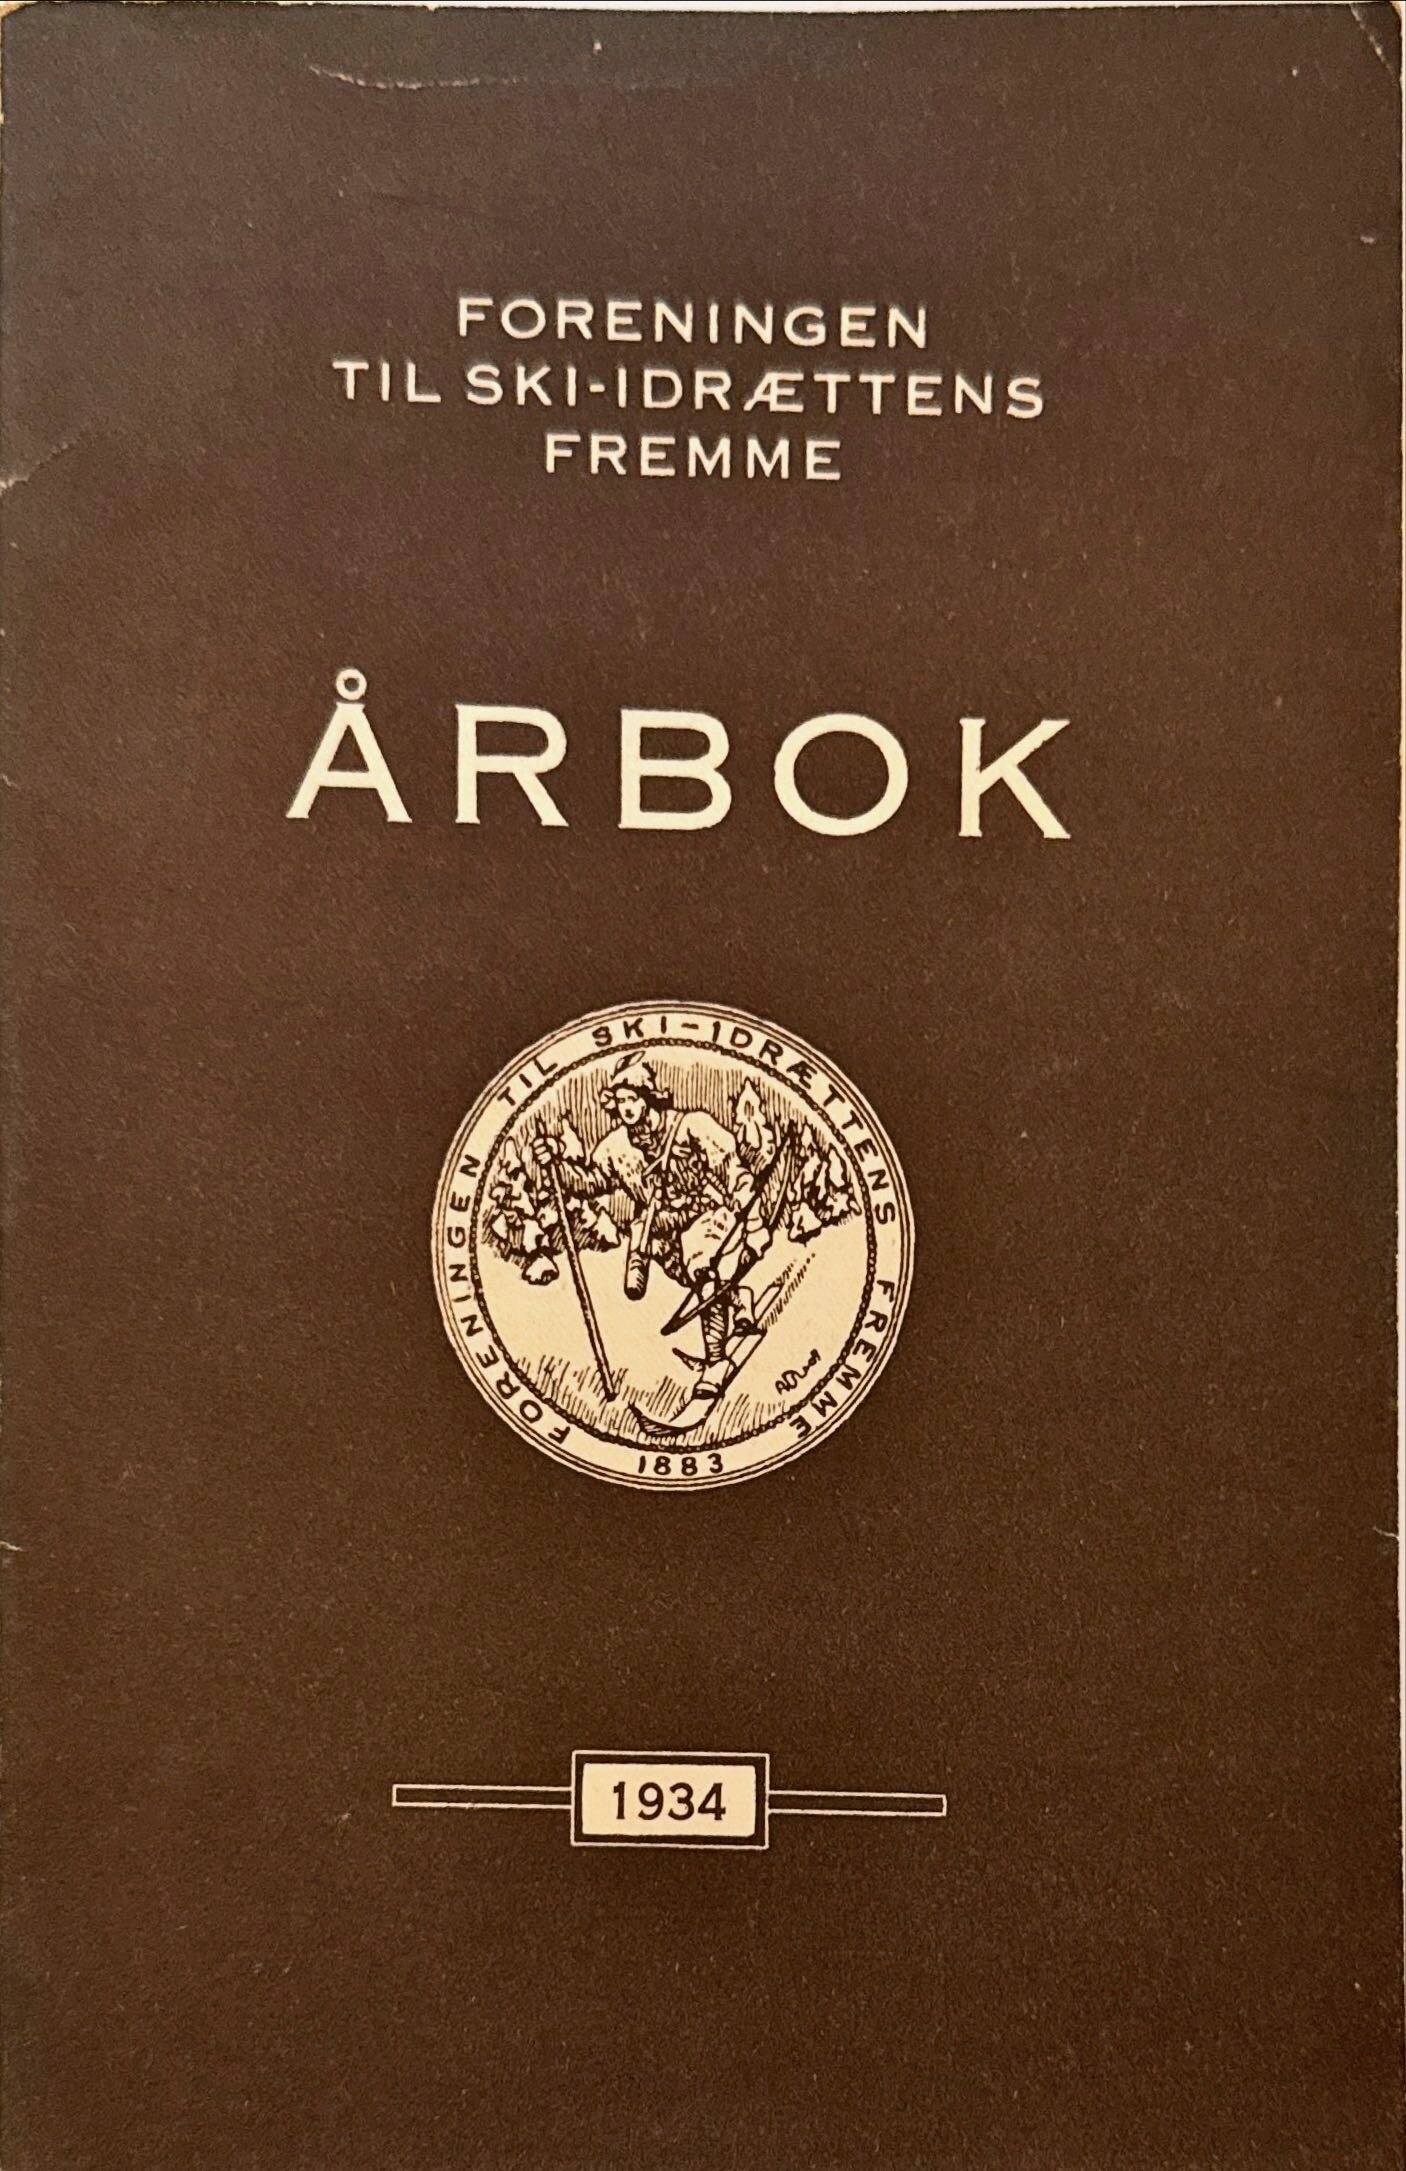 FORENINGEN
TIL SKI-IDRÆTTENS
FREMME
ÅRBOK
FORENINGEN TIL SKI-IDRÆTTENS FREMME
1883
1934